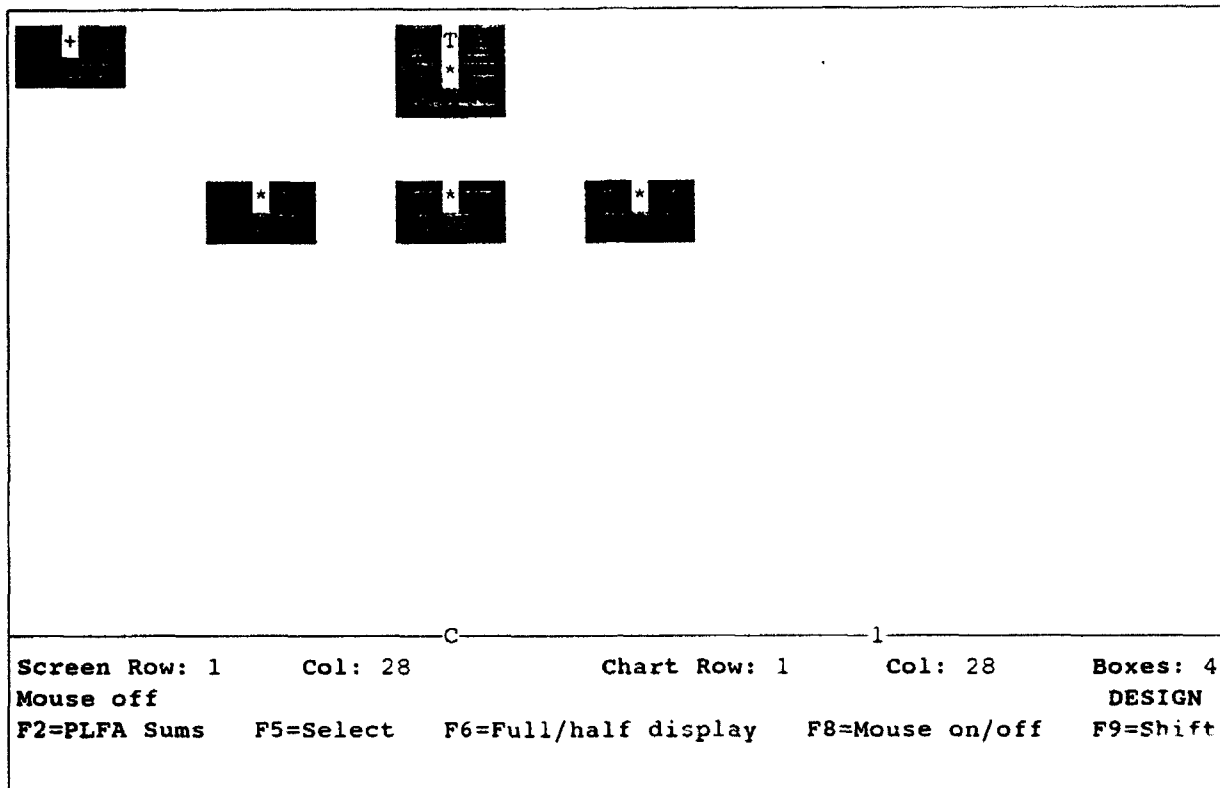 + T
*
* * *
C 1
Screen Row: 1 Col: 28 Chart Row: 1 Col: 28 Boxes: 4
Mouse off DESIGN
F2=PLFA Sums F5=Select F6=Full/half display F8=Mouse on/off F9=Shift